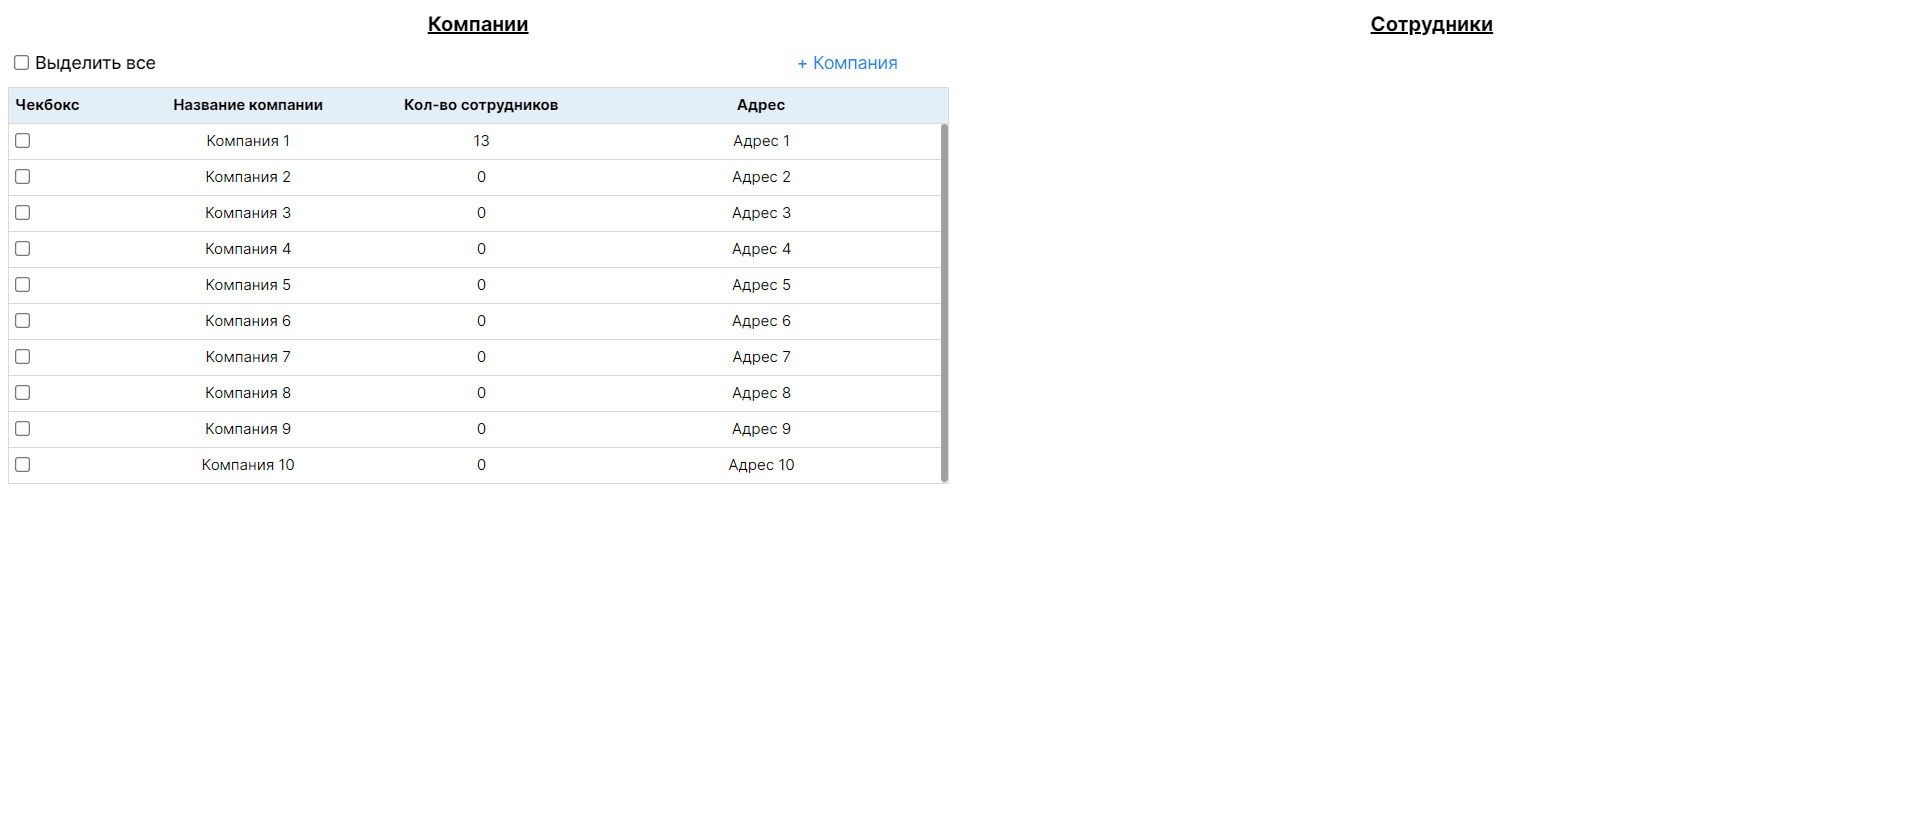 Компании
Сотрудники
Выделить все
+ Компания
Чекбокс Название компании Кол-во сотрудников Адрес
Компания 1 13 Адрес 1
Компания 2 0 Адрес 2
Компания 3 0 Адрес 3
Компания 4 0 Адрес 4
Компания 5 0 Адрес 5
Компания 6 0 Адрес 6
Компания 7 0 Адрес 7
Компания 8 0 Адрес 8
Компания 9 0 Адрес 9
Компания 10 0 Адрес 10